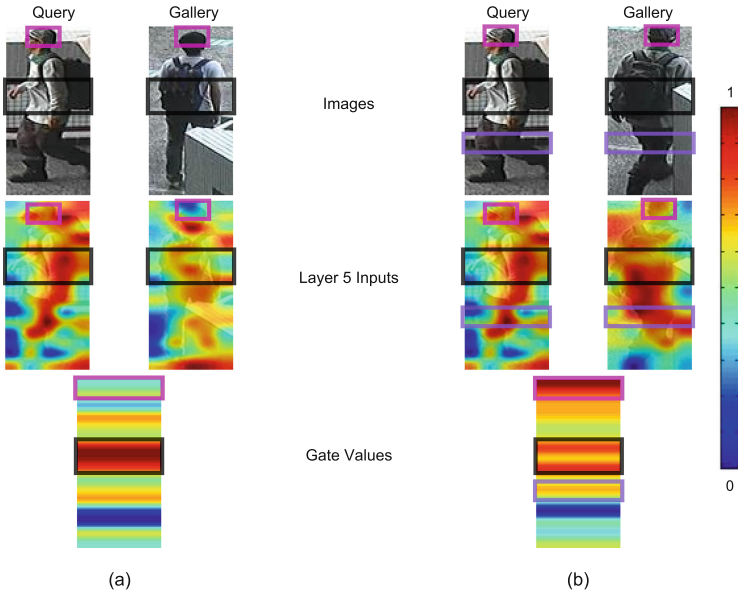 Query Gallery Query Gallery
Images
1
Layer 5 Inputs
Gate Values
0
(a) (b)